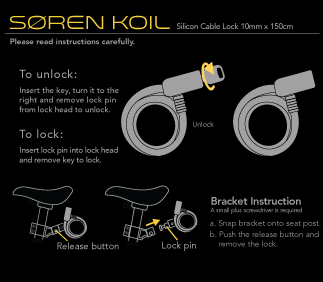 SØREN KOIL Silicon Cable Lock 10mm x 150cm
Please read instructions carefully.
To unlock:
Insert the key, turn it to the
right and remove lock pin
from lock head to unlock.
Unlock
To lock:
Insert lock pin into lock head
and remove key to lock.
Release button
Lock pin
Bracket Instruction
A small plus screwdriver is required
a. Snap bracket onto seat post.
b. Push the release button and
remove the lock.